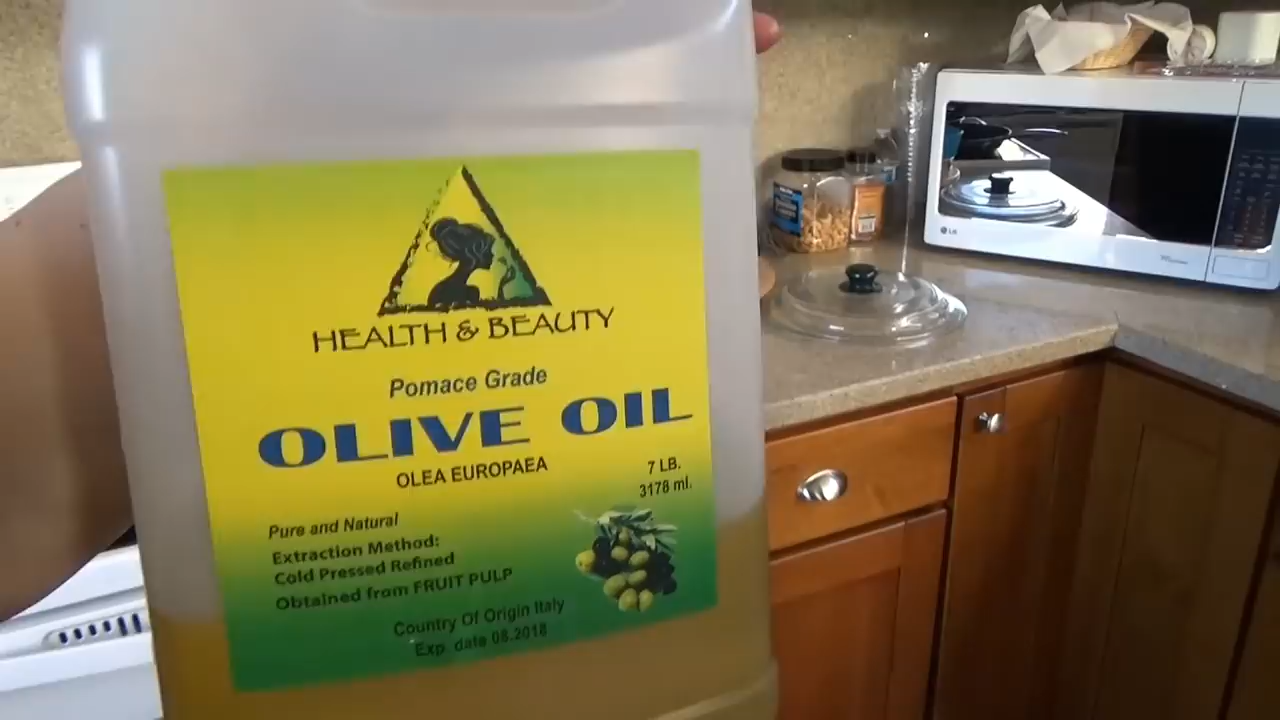 HEALTH & BEAUTY
Pomace Grade
OLIVE OIL
OLEA EUROPAEA
7 LB.
3178 ml.
Pure and Natural
Extraction Method:
Cold Pressed Refined
Obtained from FRUIT PULP
Country Of Origin Italy
Exp. date 08.2018
LG